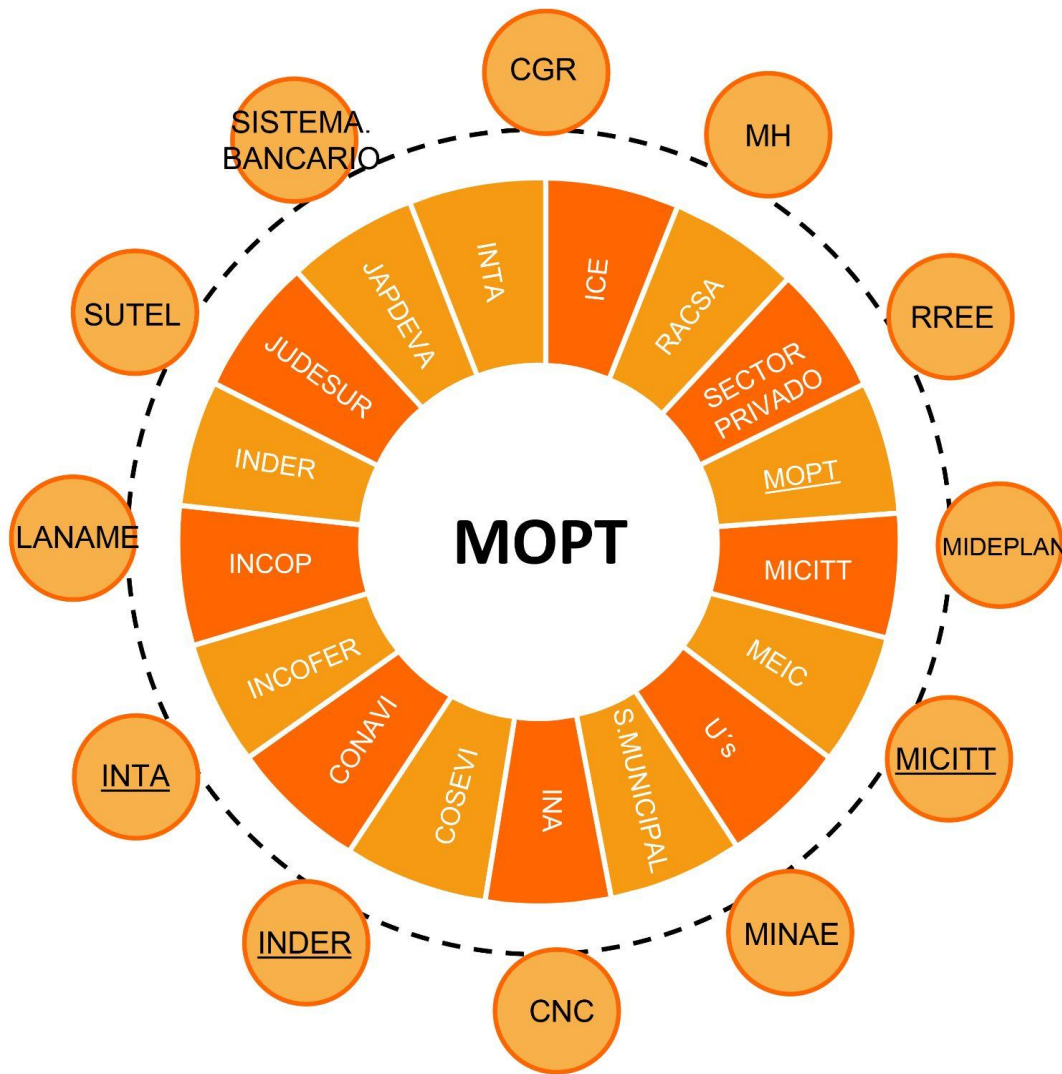 CGR
MH
RREE
MIDEPLAN
MICITT
MINAE
CNC
INDER
INTA
LANAME
SUTEL
SISTEMA.
BANCARIO
ICE
RACSA
SECTOR
PRIVADO
MOPT
MICITT
MEIC
U´s
S.MUNICIPAL
INA
COSEVI
CONAVI
INCOFER
INCOP
INDER
JUDESUR
JAPDEVA
INTA
MOPT